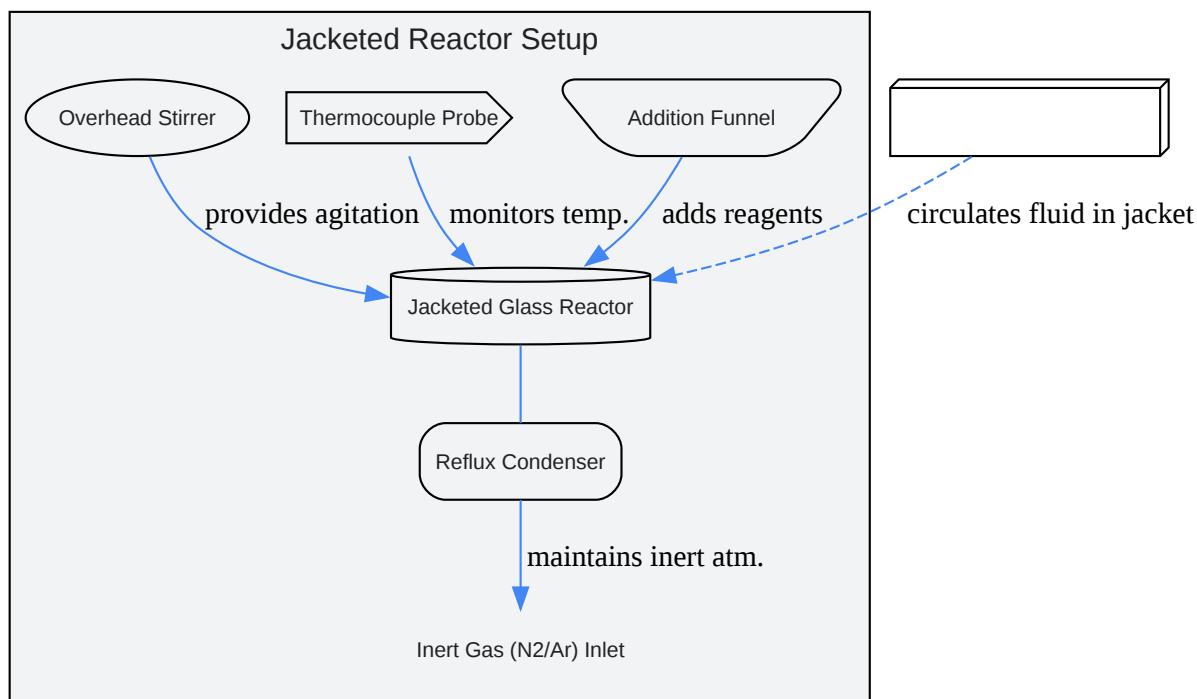 Jacketed Reactor Setup
Overhead Stirrer
Thermocouple Probe
Addition Funnel
provides agitation
monitors temp.
adds reagents
circulates fluid in jacket
Jacketed Glass Reactor
Reflux Condenser
maintains inert atm.
Inert Gas (N2/Ar) Inlet